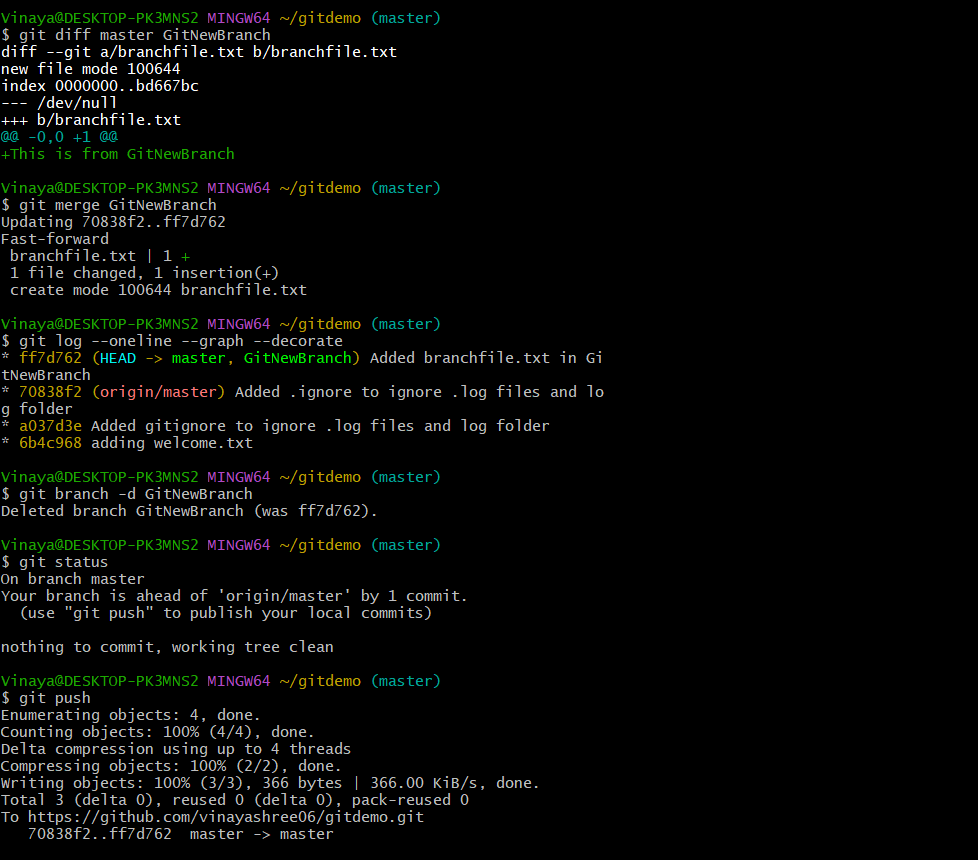 Vinaya@DESKTOP-PK3MNS2 MINGW64 ~/gitdemo (master)
$ git diff master GitNewBranch
diff --git a/branchfile.txt b/branchfile.txt
new file mode 100644
index 0000000..bd667bc
--- /dev/null
+++ b/branchfile.txt
@@ -0,0 +1 @@
+This is from GitNewBranch
Vinaya@DESKTOP-PK3MNS2 MINGW64 ~/gitdemo (master)
$ git merge GitNewBranch
Updating 70838f2..ff7d762
Fast-forward
 branchfile.txt | 1 +
 1 file changed, 1 insertion(+)
 create mode 100644 branchfile.txt
Vinaya@DESKTOP-PK3MNS2 MINGW64 ~/gitdemo (master)
$ git log --oneline --graph --decorate
* ff7d762 (HEAD -> master, GitNewBranch) Added branchfile.txt in Gi
tNewBranch
* 70838f2 (origin/master) Added .ignore to ignore .log files and lo
g folder
* a037d3e Added gitignore to ignore .log files and log folder
* 6b4c968 adding welcome.txt
Vinaya@DESKTOP-PK3MNS2 MINGW64 ~/gitdemo (master)
$ git branch -d GitNewBranch
Deleted branch GitNewBranch (was ff7d762).
Vinaya@DESKTOP-PK3MNS2 MINGW64 ~/gitdemo (master)
$ git status
On branch master
Your branch is ahead of 'origin/master' by 1 commit.
  (use "git push" to publish your local commits)
nothing to commit, working tree clean
Vinaya@DESKTOP-PK3MNS2 MINGW64 ~/gitdemo (master)
$ git push
Enumerating objects: 4, done.
Counting objects: 100% (4/4), done.
Delta compression using up to 4 threads
Compressing objects: 100% (2/2), done.
Writing objects: 100% (3/3), 366 bytes | 366.00 KiB/s, done.
Total 3 (delta 0), reused 0 (delta 0), pack-reused 0
To https://github.com/vinayashree06/gitdemo.git
   70838f2..ff7d762  master -> master